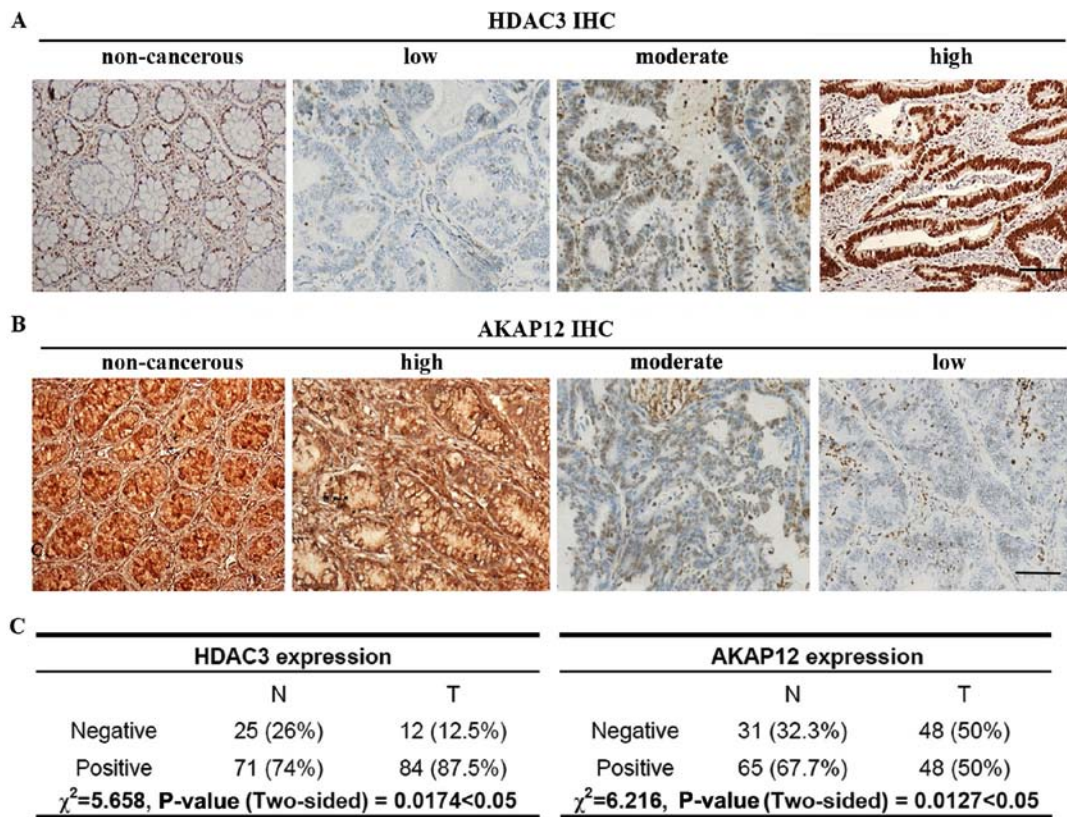 A
HDAC3 IHC
non-cancerous low moderate high
B
AKAP12 IHC
non-cancerous high moderate low
C
HDAC3 expression
N T
Negative 25 (26%) 12 (12.5%)
Positive 71 (74%) 84 (87.5%)
χ²=5.658, P-value (Two-sided) = 0.0174<0.05
AKAP12 expression
N T
Negative 31 (32.3%) 48 (50%)
Positive 65 (67.7%) 48 (50%)
χ²=6.216, P-value (Two-sided) = 0.0127<0.05